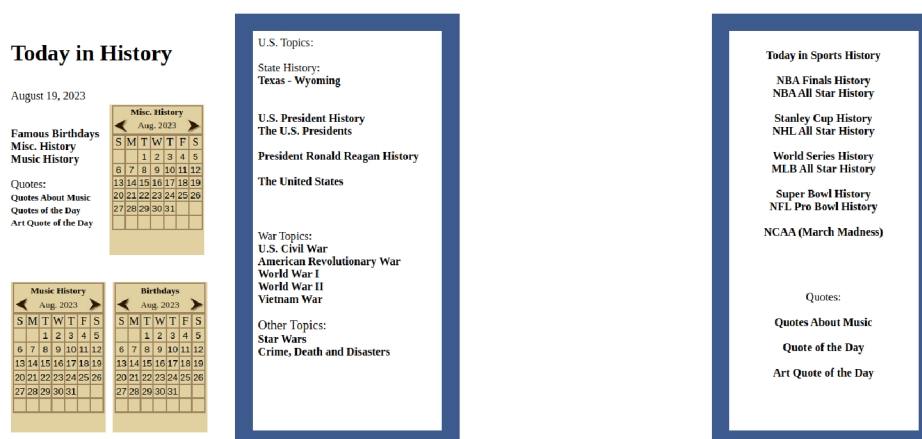 Today in History
August 19, 2023
Famous Birthdays
Misc. History
Music History
Quotes:
Quotes About Music
Quotes of the Day
Art Quote of the Day
Misc. History
Aug. 2023
S M T W T F S
1 2 3 4 5
6 7 8 9 10 11 12
13 14 15 16 17 18 19
20 21 22 23 24 25 26
27 28 29 30 31
Music History
Aug. 2023
S M T W T F S
1 2 3 4 5
6 7 8 9 10 11 12
13 14 15 16 17 18 19
20 21 22 23 24 25 26
27 28 29 30 31
Birthdays
Aug. 2023
S M T W T F S
1 2 3 4 5
6 7 8 9 10 11 12
13 14 15 16 17 18 19
20 21 22 23 24 25 26
27 28 29 30 31
U.S. Topics:
State History:
Texas - Wyoming
U.S. President History
The U.S. Presidents
President Ronald Reagan History
The United States
War Topics:
U.S. Civil War
American Revolutionary War
World War I
World War II
Vietnam War
Other Topics:
Star Wars
Crime, Death and Disasters
Today in Sports History
NBA Finals History
NBA All Star History
Stanley Cup History
NHL All Star History
World Series History
MLB All Star History
Super Bowl History
NFL Pro Bowl History
NCAA (March Madness)
Quotes:
Quotes About Music
Quote of the Day
Art Quote of the Day